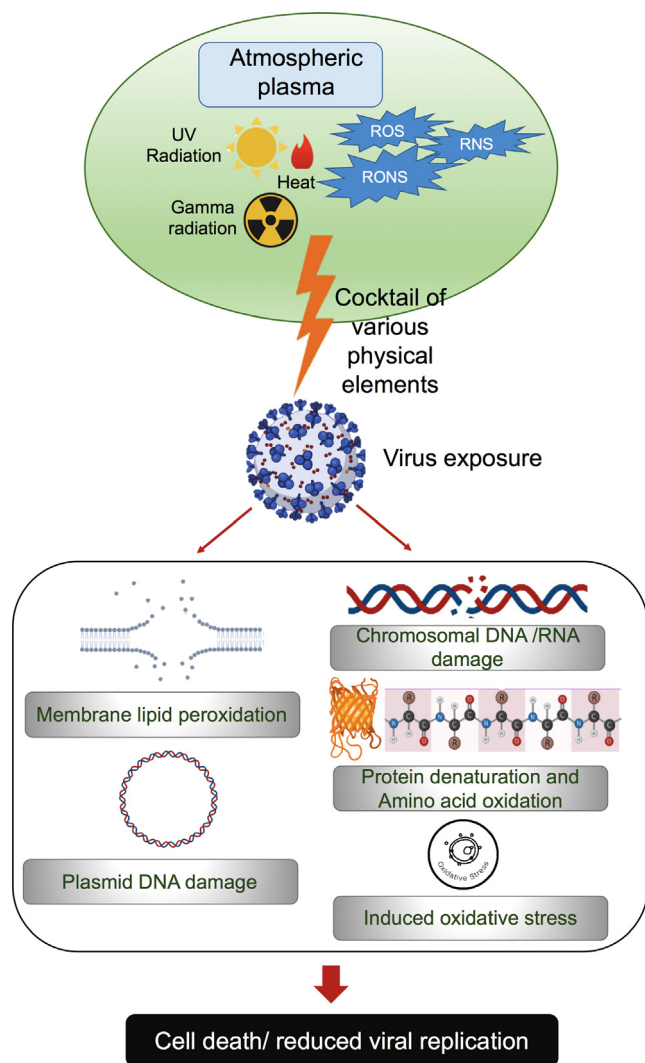 Atmospheric
plasma
UV
Radiation
Heat
ROS
RNS
RONS
Gamma
radiation
Cocktail of
various
physical
elements
Virus exposure
Membrane lipid peroxidation
Plasmid DNA damage
Chromosomal DNA /RNA
damage
R H O R H O R
N C N C N C N C N C
H H O R H H O R H H O
Protein denaturation and
Amino acid oxidation
Oxidative Stress
Induced oxidative stress
Cell death/ reduced viral replication